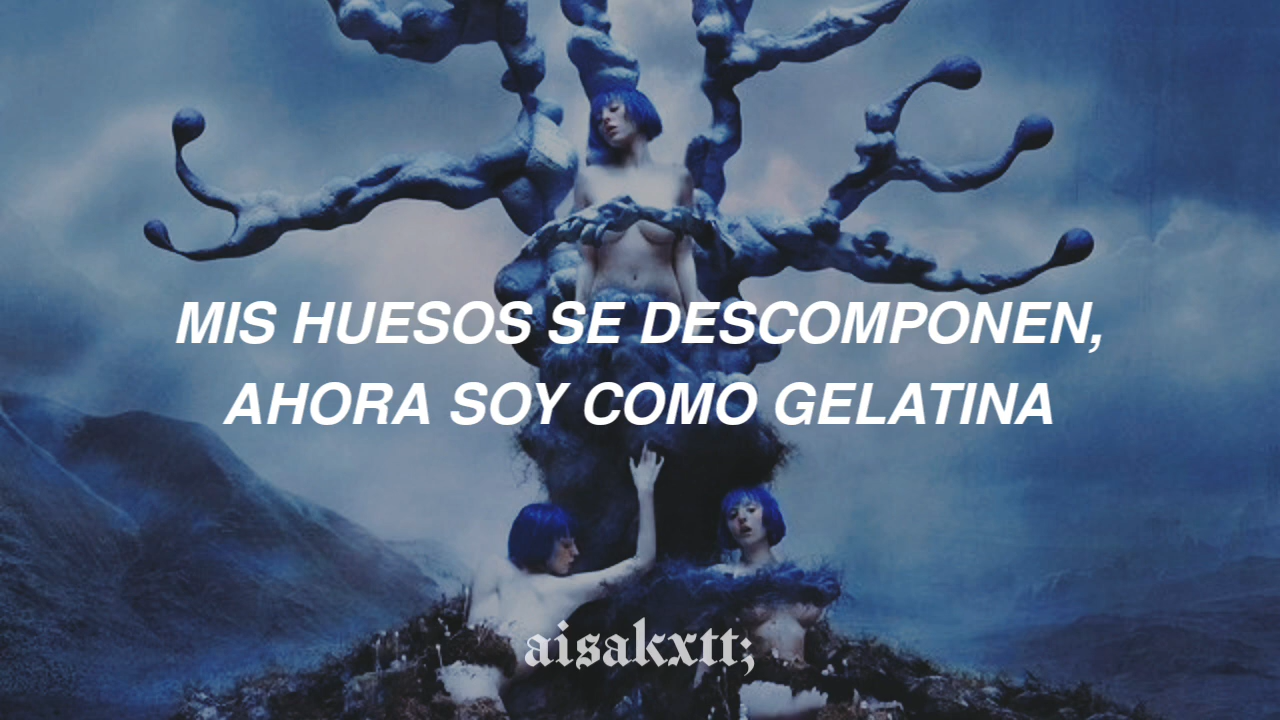 MIS HUESOS SE DESCOMPONEN,
AHORA SOY COMO GELATINA
aisakxtt;